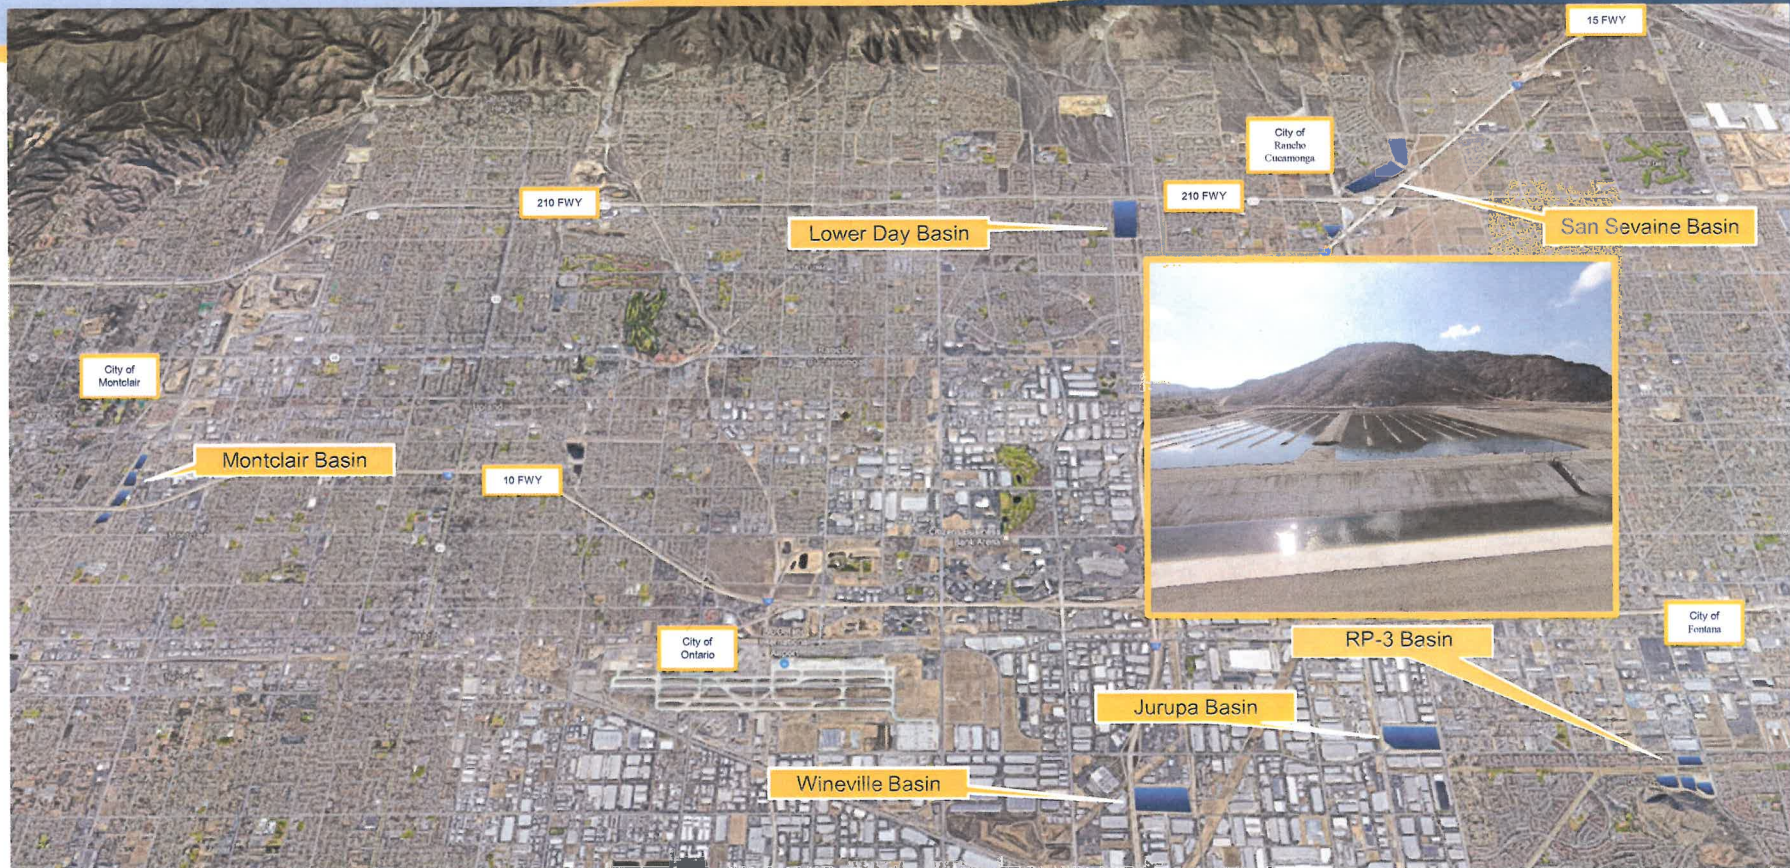 15 FWY
City of
Rancho
Cucamonga
210 FWY
210 FWY
Lower Day Basin
San Sevaine Basin
City of
Montclair
Montclair Basin
10 FWY
City of
Ontario
City of
Fontana
RP-3 Basin
Jurupa Basin
Wineville Basin